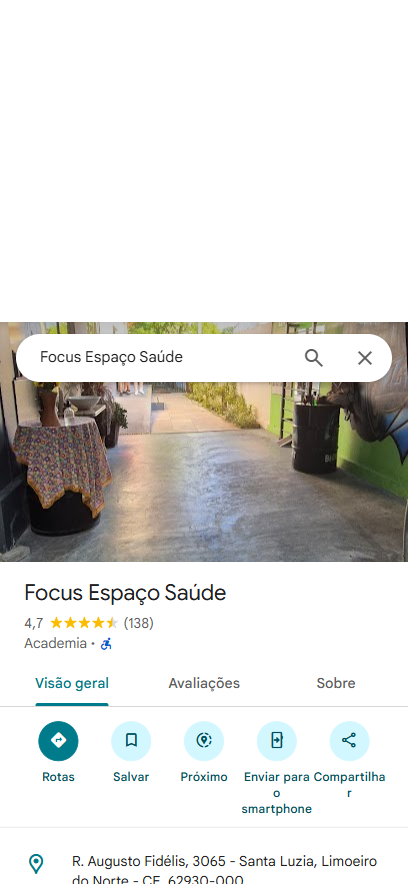 Focus Espaço Saúde
Focus Espaço Saúde
4,7 (138)
Academia ·
Visão geral
Avaliações
Sobre
Rotas
Salvar
Próximo
Enviar para
o
smartphone
Compartilha
r
R. Augusto Fidélis, 3065 - Santa Luzia, Limoeiro
do Norte - CE, 62930-000